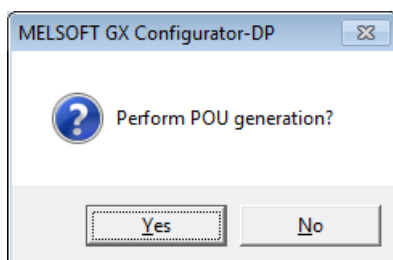 MELSOFT GX Configurator-DP
Perform POU generation?
Yes
No